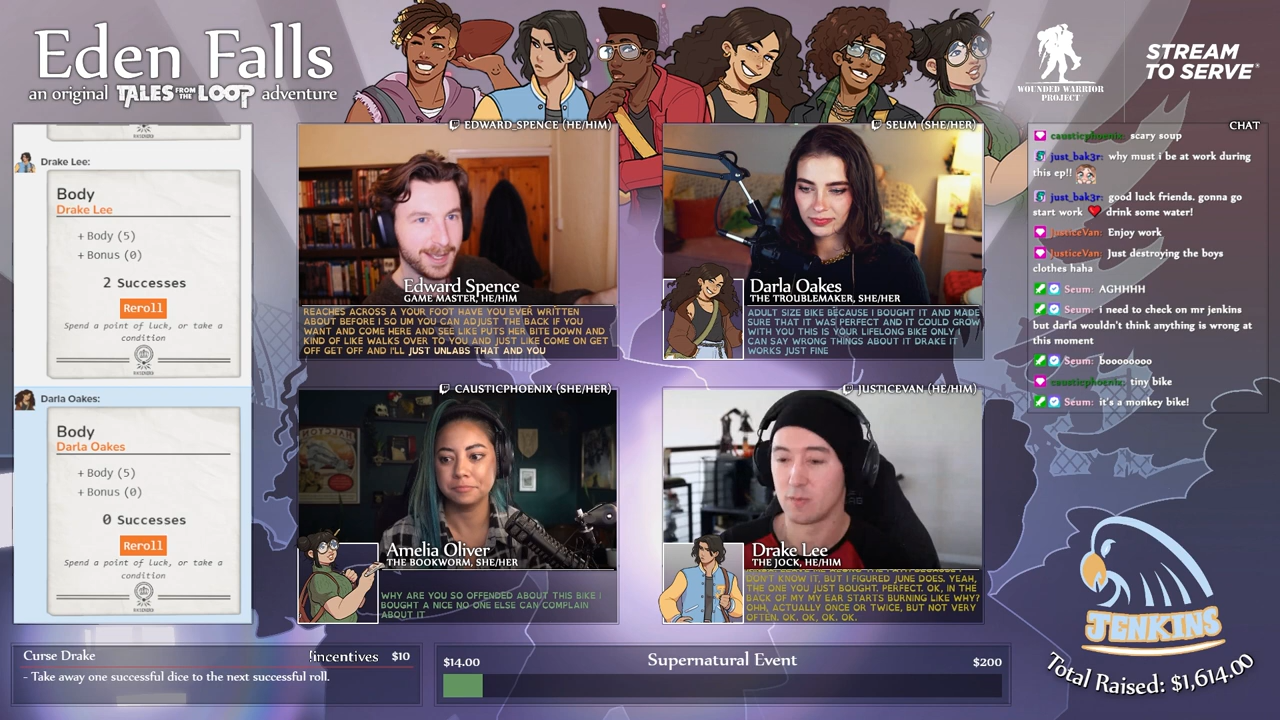 Eden Falls
an original TALES FROM THE LOOP adventure
WOUNDED WARRIOR
PROJECT
STREAM
TO SERVE
Drake Lee:
Body
Drake Lee
+ Body (5)
+ Bonus (0)
2 Successes
Reroll
Spend a point of luck, or take a
condition
Darla Oakes:
Body
Darla Oakes
+ Body (5)
+ Bonus (0)
0 Successes
Reroll
Spend a point of luck, or take a
condition
EDWARD_SPENCE (HE/HIM)
Edward Spence
GAME MASTER, HE/HIM
REACHES ACROSS A YOUR FOOT HAVE YOU EVER WRITTEN
ABOUT BEFORE I SO UM YOU CAN ADJUST THE BACK IF YOU
WANT AND COME HERE AND SEE LIKE PUTS HER BITE DOWN AND
KIND OF LIKE WALKS OVER TO YOU AND JUST LIKE COME ON GET
OFF GET OFF AND I'LL JUST UNLABS THAT AND YOU
SEUM (SHE/HER)
Darla Oakes
THE TROUBLEMAKER, SHE/HER
ADULT SIZE BIKE BECAUSE I BOUGHT IT AND MADE
SURE THAT IT WAS PERFECT AND IT COULD GROW
WITH YOU THIS IS YOUR LIFELONG BIKE ONLY I
CAN SAY WRONG THINGS ABOUT IT DRAKE IT
WORKS JUST FINE
CAUSTICPHOENIX (SHE/HER)
Amelia Oliver
THE BOOKWORM, SHE/HER
WHY ARE YOU SO OFFENDED ABOUT THIS BIKE I
BOUGHT A NICE NO ONE ELSE CAN COMPLAIN
ABOUT IT
JUSTICEVAN (HE/HIM)
Drake Lee
THE JOCK, HE/HIM
DON'T KNOW IT, BUT I FIGURED JUNE DOES. YEAH,
THE ONE YOU JUST BOUGHT. PERFECT. OK, IN THE
BACK OF MY MY EAR STARTS BURNING LIKE WHY?
OHH, ACTUALLY ONCE OR TWICE, BUT NOT VERY
OFTEN. OK, OK, OK. OK.
CHAT
causticphoenix: scary soup
just_bak3r: why must i be at work during
this ep!!
just_bak3r: good luck friends. gonna go
start work drink some water!
JusticeVan: Enjoy work
JusticeVan: Just destroying the boys
clothes haha
Seum: AGHHHH
Seum: i need to check on mr jenkins
but darla wouldn't think anything is wrong at
this moment
Seum: boooooooo
causticphoenix: tiny bike
Seum: it's a monkey bike!
JENKINS
Total Raised: $1,614.00
Curse Drake
!incentives $10
- Take away one successful dice to the next successful roll.
$14.00
Supernatural Event
$200